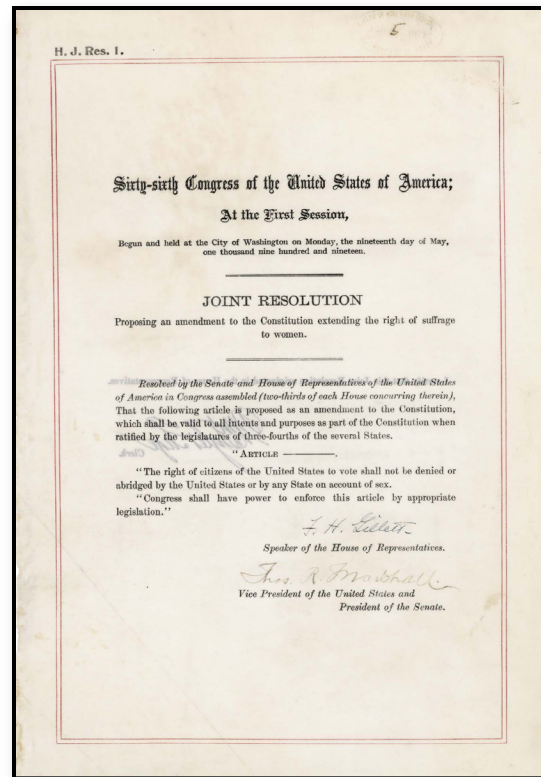 5
H. J. Res. 1.
Sixty-sixth Congress of the United States of America;
At the First Session,
Begun and held at the City of Washington on Monday, the nineteenth day of May,
one thousand nine hundred and nineteen.
JOINT RESOLUTION
Proposing an amendment to the Constitution extending the right of suffrage
to women.
Resolved by the Senate and House of Representatives of the United States
of America in Congress assembled (two-thirds of each House concurring therein),
That the following article is proposed as an amendment to the Constitution,
which shall be valid to all intents and purposes as part of the Constitution when
ratified by the legislatures of three-fourths of the several States.
"ARTICLE ————.
"The right of citizens of the United States to vote shall not be denied or
abridged by the United States or by any State on account of sex.
"Congress shall have power to enforce this article by appropriate
legislation."
F. H. Gillett
Speaker of the House of Representatives.
Thos. R. Marshall.
Vice President of the United States and
President of the Senate.